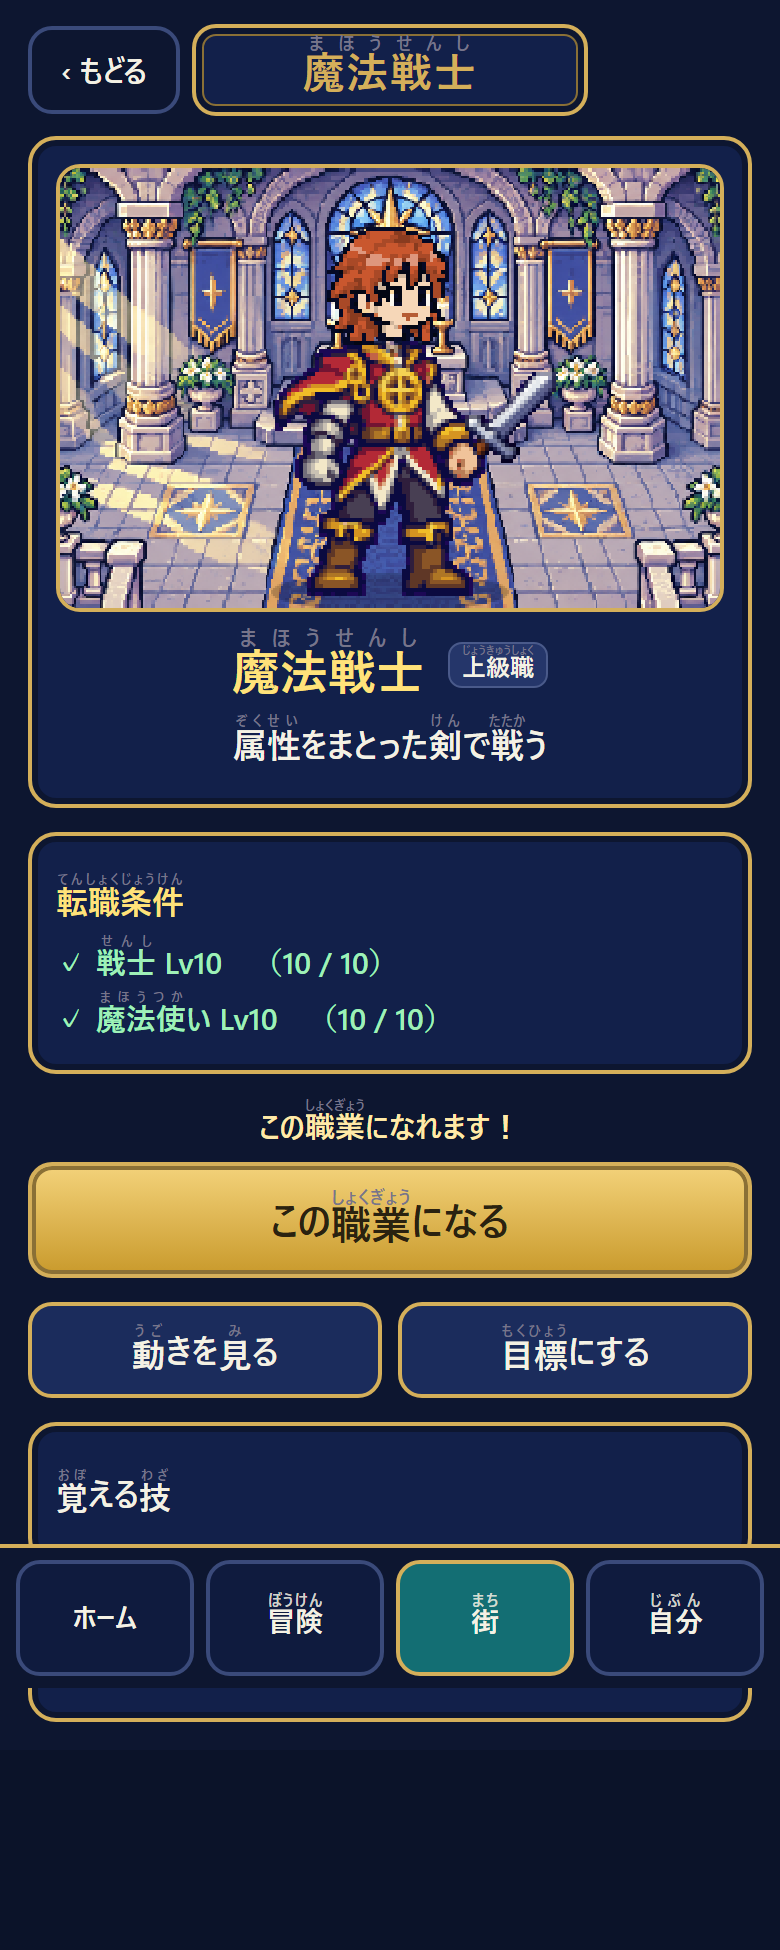 ‹ もどる
まほうせんし
魔法戦士
まほうせんし
魔法戦士
じょうきゅうしょく
上級職
ぞくせい けん たたか
属性をまとった剣で戦う
てんしょくじょうけん
転職条件
せんし
✓ 戦士 Lv10 （10 / 10）
まほうつか
✓ 魔法使い Lv10 （10 / 10）
しょくぎょう
この職業になれます！
しょくぎょう
この職業になる
うご み
動きを見る
もくひょう
目標にする
おぼ わざ
覚える技
ホーム
ぼうけん
冒険
まち
街
じぶん
自分